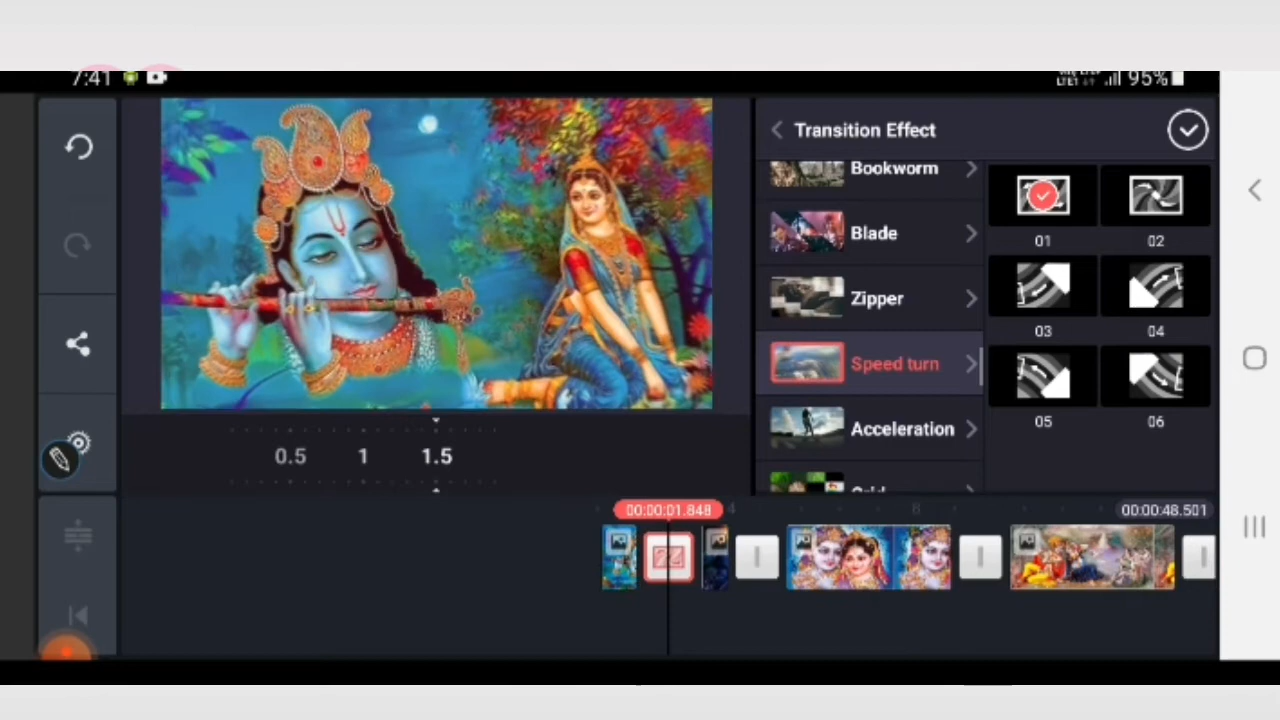 7:41
95%
Transition Effect
Bookworm
Blade
Zipper
Speed turn
Acceleration
01 02
03 04
05 06
0.5 1 1.5
00:00:01.848
8
00:00:48.501